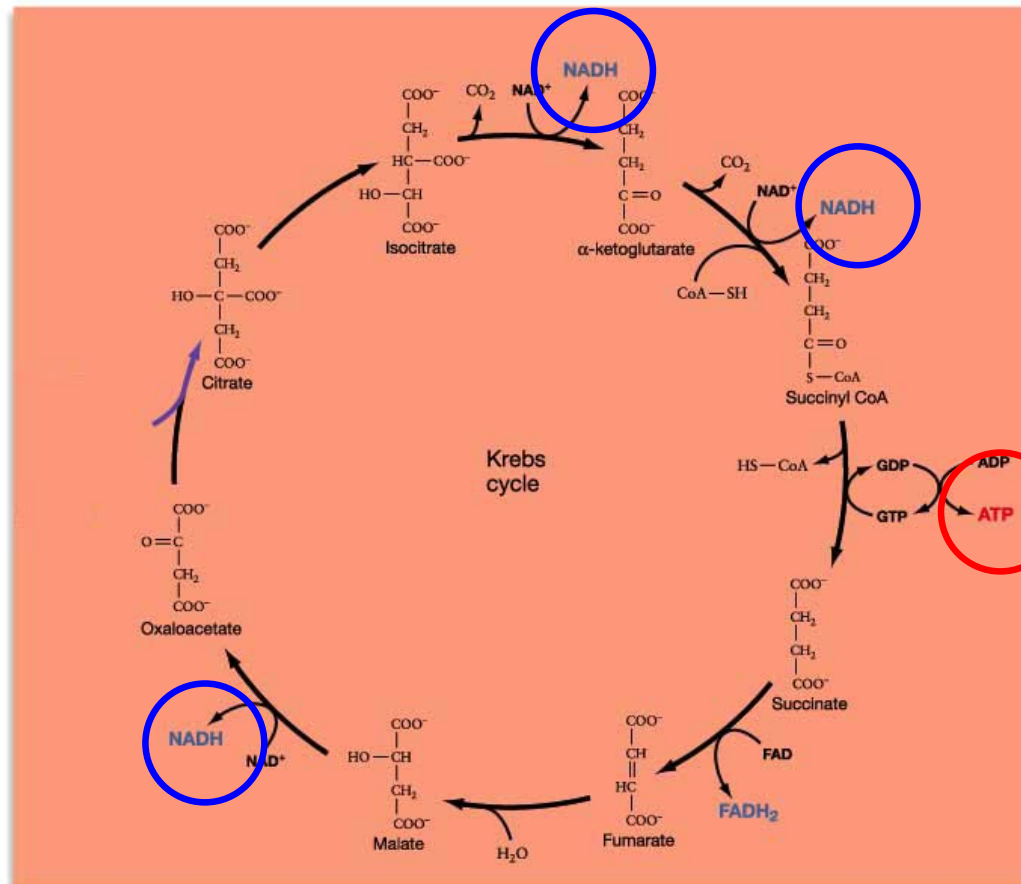 NADH
CO₂ NAD⁺
COO⁻
CH₂
HC—COO⁻
HO—CH
COO⁻
Isocitrate
COO⁻
CH₂
CH₂
C=O
COO⁻
α-ketoglutarate
CO₂
NAD⁺
NADH
CoA—SH
COO⁻
CH₂
CH₂
C=O
S—CoA
Succinyl CoA
HS—CoA
GDP
ADP
GTP
ATP
COO⁻
CH₂
CH₂
COO⁻
Succinate
FAD
FADH₂
COO⁻
CH
HC
COO⁻
Fumarate
H₂O
COO⁻
HO—CH
CH₂
COO⁻
Malate
NAD⁺
NADH
COO⁻
O=C
CH₂
COO⁻
Oxaloacetate
COO⁻
CH₂
HO—C—COO⁻
CH₂
COO⁻
Citrate
Krebs
cycle